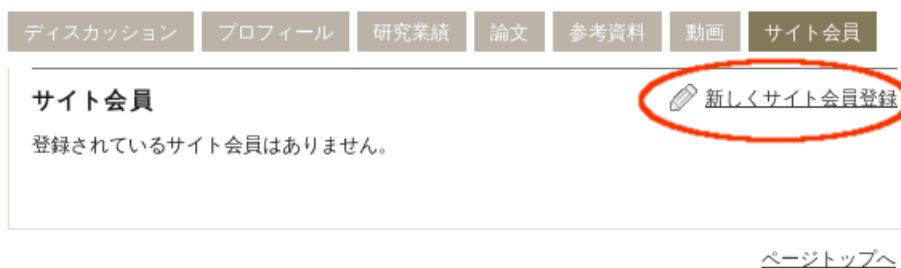 ディスカッション プロフィール 研究業績 論文 参考資料 動画 サイト会員
サイト会員 新しくサイト会員登録
登録されているサイト会員はありません。
ページトップへ